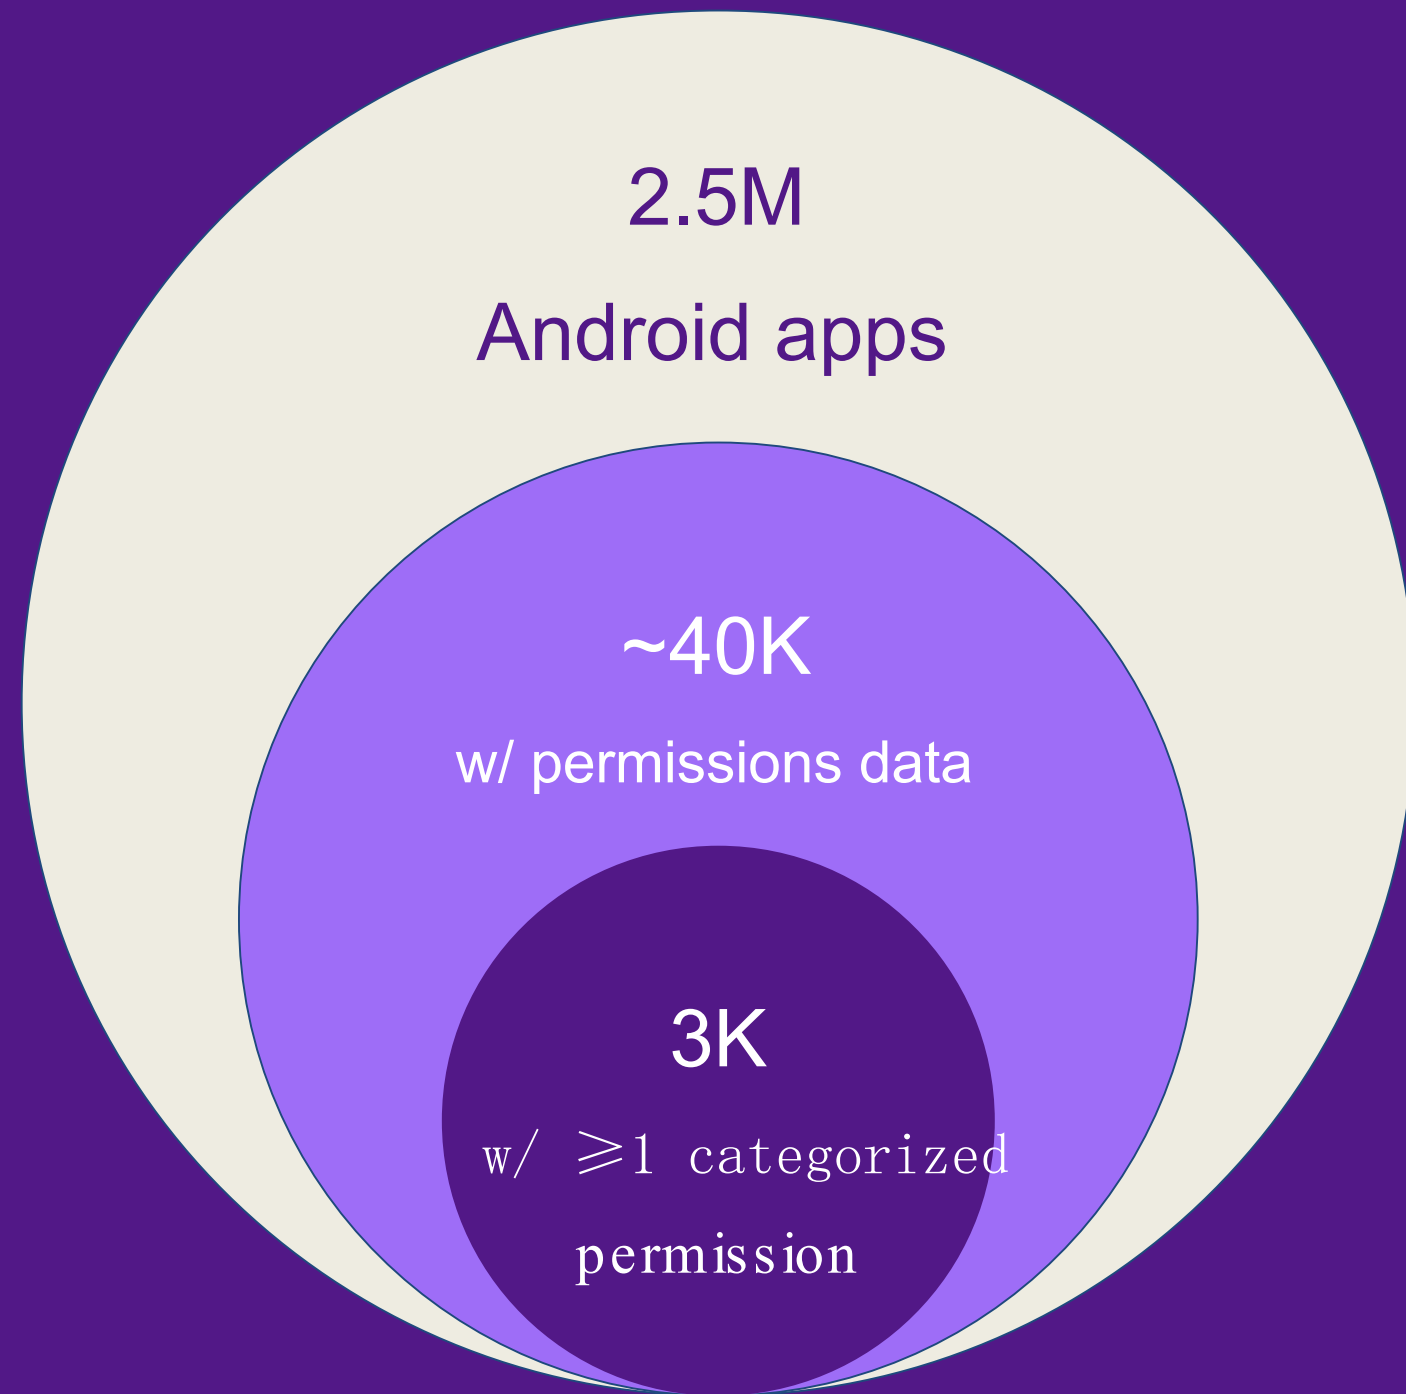 2.5M
Android apps
~40K
w/ permissions data
3K
w/ ≥1 categorized
permission